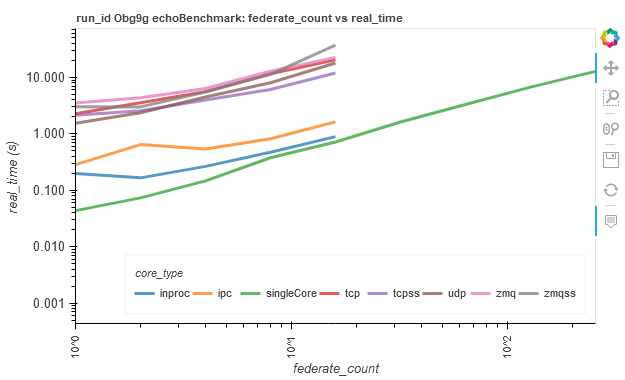 run_id Obg9g echoBenchmark: federate_count vs real_time
real_time (s)
10.000
1.000
0.100
0.010
0.001
core_type
inproc ipc singleCore tcp tcpss udp zmq zmqss
10^0 10^1 10^2
federate_count